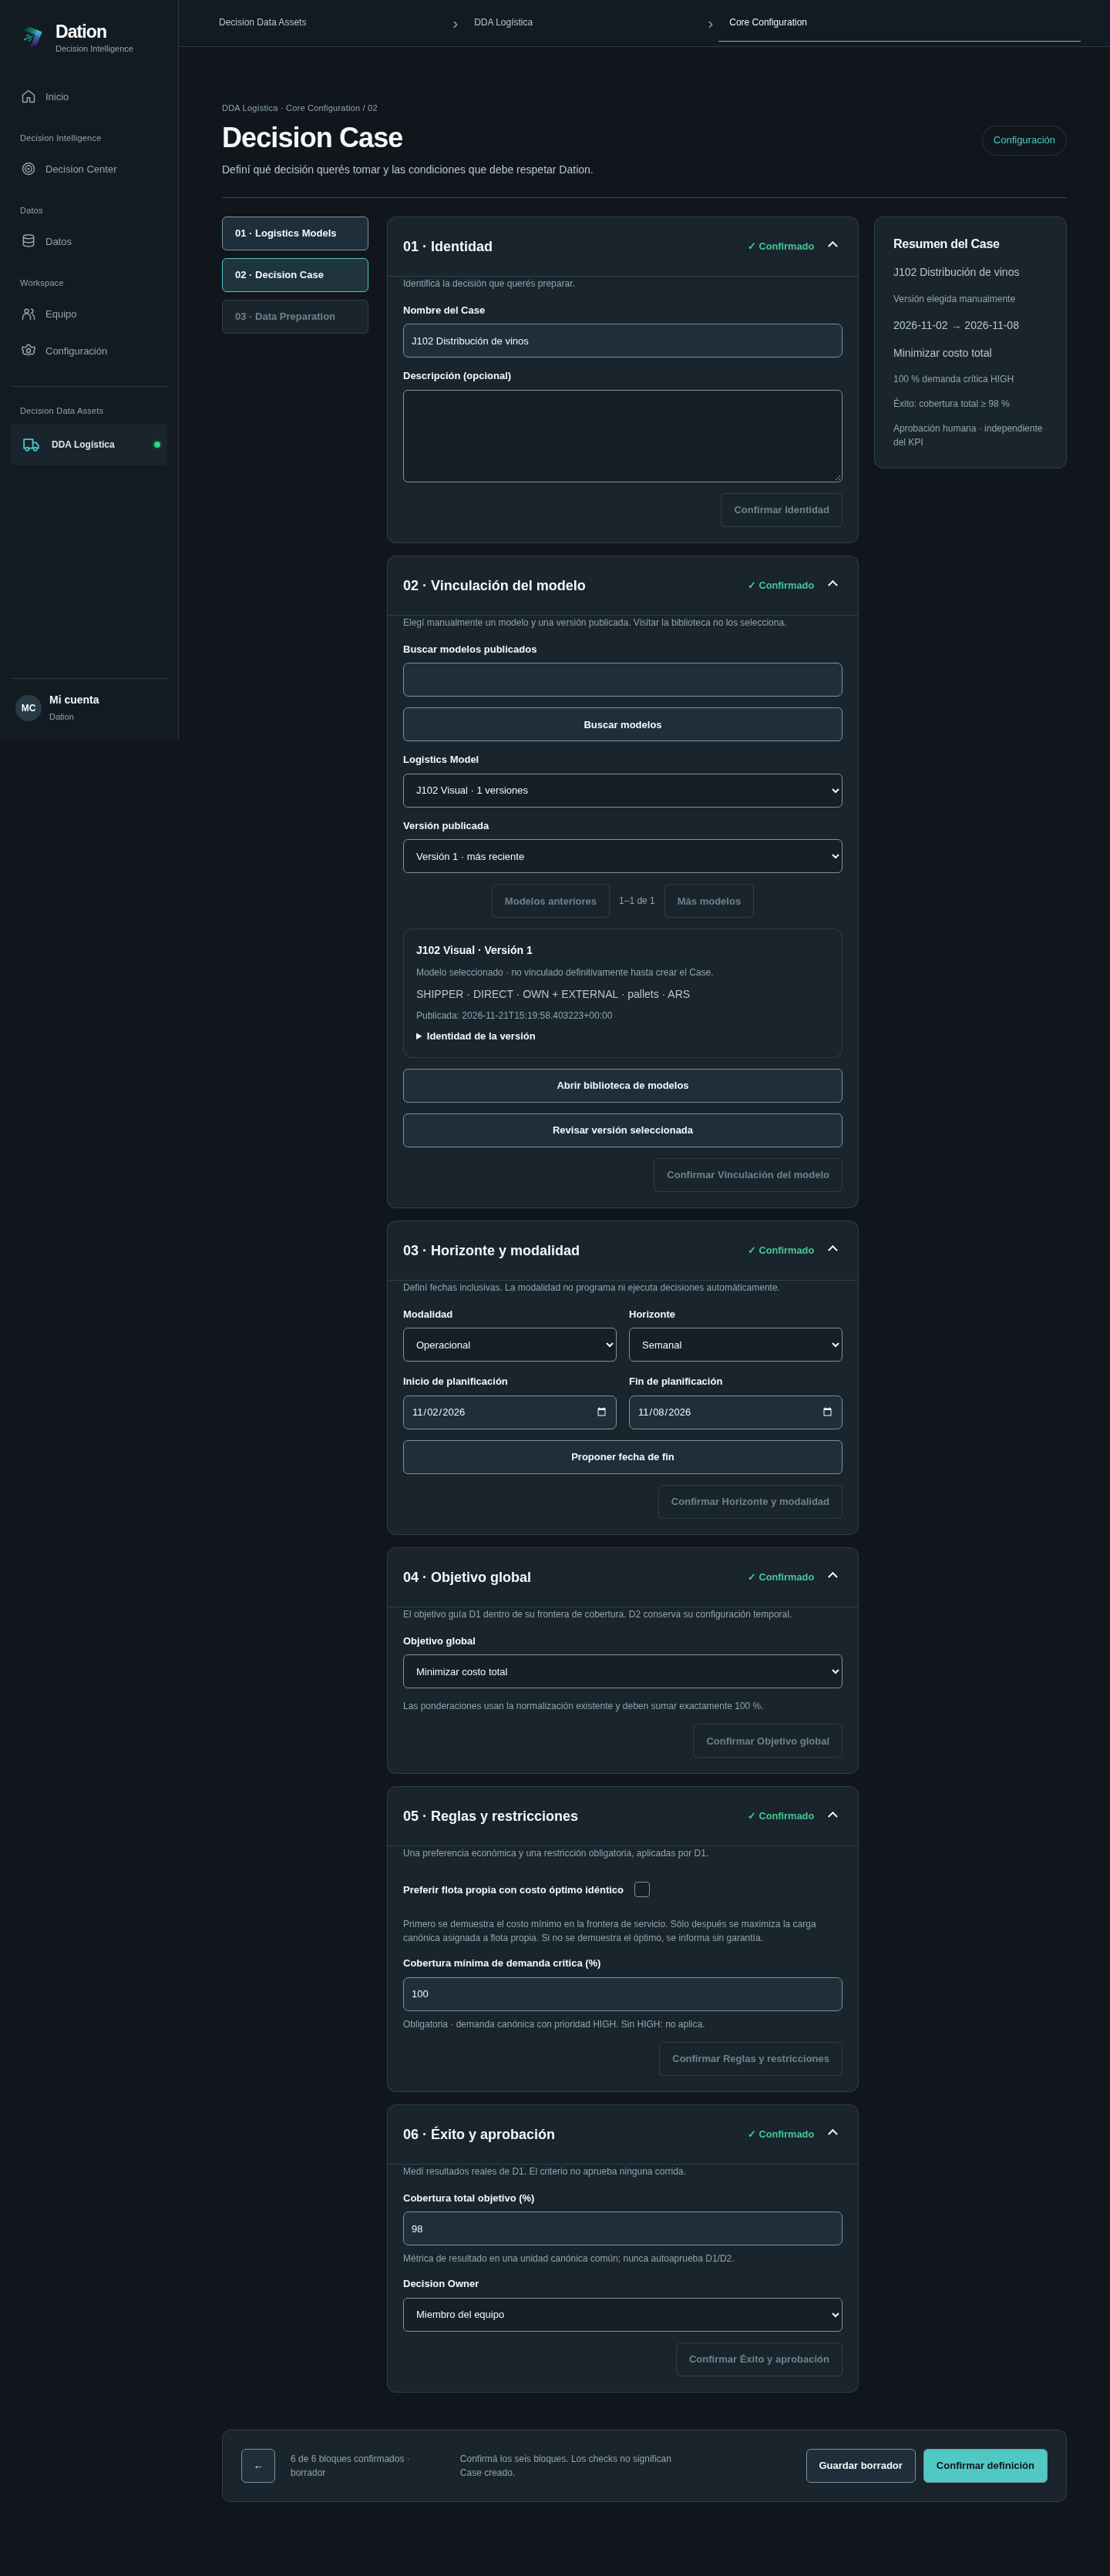 Dation
Decision Intelligence
Inicio
Decision Intelligence
Decision Center
Datos
Datos
Workspace
Equipo
Configuración
Decision Data Assets
DDA Logística
MC
Mi cuenta
Dation
Decision Data Assets
›
DDA Logística
›
Core Configuration
DDA Logística · Core Configuration / 02
Decision Case
Definí qué decisión querés tomar y las condiciones que debe respetar Dation.
Configuración
01 · Logistics Models
02 · Decision Case
03 · Data Preparation
01 · Identidad
✓ Confirmado
Identificá la decisión que querés preparar.
Nombre del Case
J102 Distribución de vinos
Descripción (opcional)
Confirmar Identidad
02 · Vinculación del modelo
✓ Confirmado
Elegí manualmente un modelo y una versión publicada. Visitar la biblioteca no los selecciona.
Buscar modelos publicados
Buscar modelos
Logistics Model
J102 Visual · 1 versiones
Versión publicada
Versión 1 · más reciente
Modelos anteriores
1–1 de 1
Más modelos
J102 Visual · Versión 1
Modelo seleccionado · no vinculado definitivamente hasta crear el Case.
SHIPPER · DIRECT · OWN + EXTERNAL · pallets · ARS
Publicada: 2026-11-21T15:19:58.403223+00:00
▶ Identidad de la versión
Abrir biblioteca de modelos
Revisar versión seleccionada
Confirmar Vinculación del modelo
03 · Horizonte y modalidad
✓ Confirmado
Definí fechas inclusivas. La modalidad no programa ni ejecuta decisiones automáticamente.
Modalidad
Horizonte
Operacional
Semanal
Inicio de planificación
Fin de planificación
11/02/2026
11/08/2026
Proponer fecha de fin
Confirmar Horizonte y modalidad
04 · Objetivo global
✓ Confirmado
El objetivo guía D1 dentro de su frontera de cobertura. D2 conserva su configuración temporal.
Objetivo global
Minimizar costo total
Las ponderaciones usan la normalización existente y deben sumar exactamente 100 %.
Confirmar Objetivo global
05 · Reglas y restricciones
✓ Confirmado
Una preferencia económica y una restricción obligatoria, aplicadas por D1.
Preferir flota propia con costo óptimo idéntico
Primero se demuestra el costo mínimo en la frontera de servicio. Sólo después se maximiza la carga
canónica asignada a flota propia. Si no se demuestra el óptimo, se informa sin garantía.
Cobertura mínima de demanda crítica (%)
100
Obligatoria · demanda canónica con prioridad HIGH. Sin HIGH: no aplica.
Confirmar Reglas y restricciones
06 · Éxito y aprobación
✓ Confirmado
Medí resultados reales de D1. El criterio no aprueba ninguna corrida.
Cobertura total objetivo (%)
98
Métrica de resultado en una unidad canónica común; nunca autoaprueba D1/D2.
Decision Owner
Miembro del equipo
Confirmar Éxito y aprobación
Resumen del Case
J102 Distribución de vinos
Versión elegida manualmente
2026-11-02 → 2026-11-08
Minimizar costo total
100 % demanda crítica HIGH
Éxito: cobertura total ≥ 98 %
Aprobación humana · independiente
del KPI
←
6 de 6 bloques confirmados ·
borrador
Confirmá los seis bloques. Los checks no significan
Case creado.
Guardar borrador
Confirmar definición